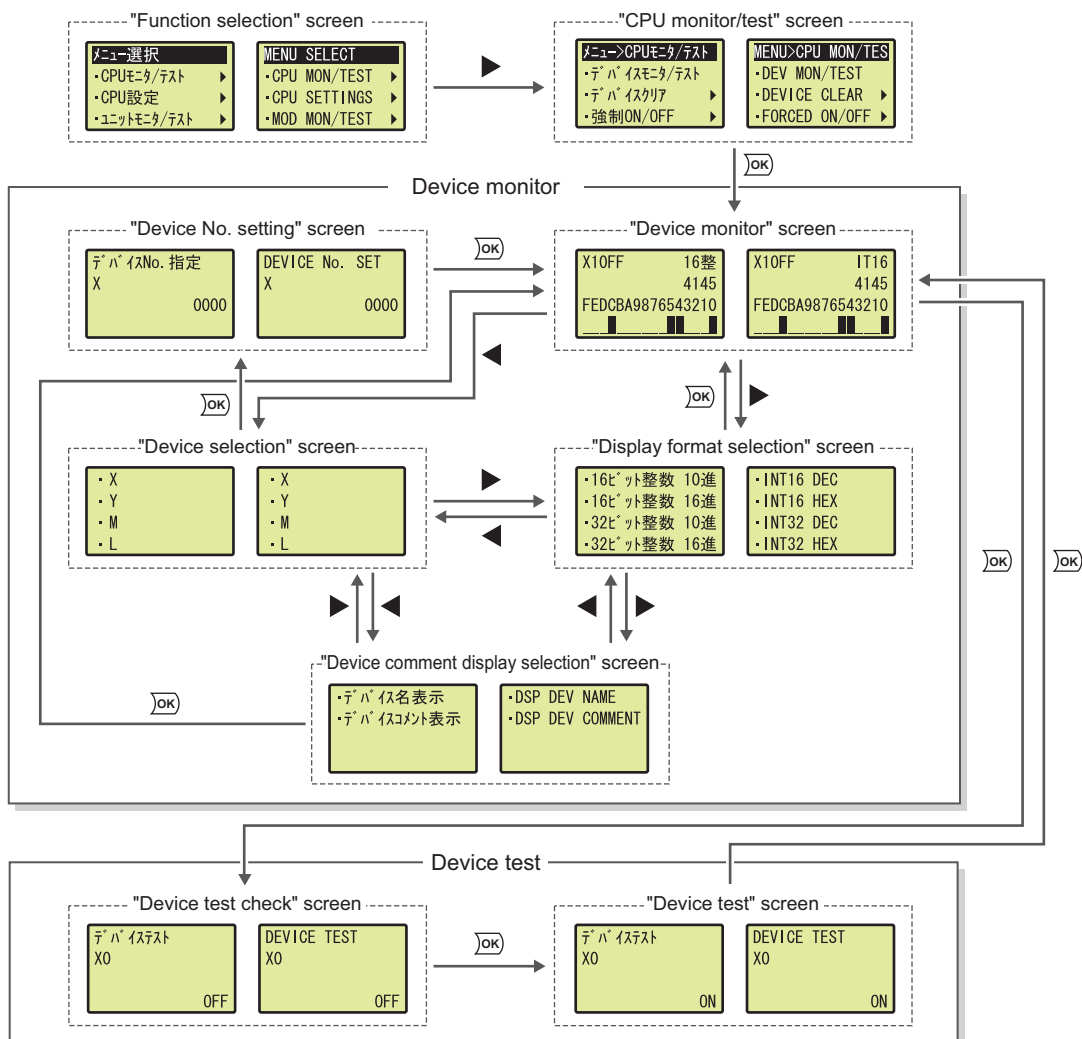 "Function selection" screen
メニュー選択
・CPUモニタ/テスト ▶
・CPU設定 ▶
・ユニットモニタ/テスト ▶
MENU SELECT
・CPU MON/TEST ▶
・CPU SETTINGS ▶
・MOD MON/TEST ▶
▶
"CPU monitor/test" screen
メニュー>CPUモニタ/テスト
・デバイスモニタ/テスト
・デバイスクリア ▶
・強制ON/OFF ▶
MENU>CPU MON/TES
・DEV MON/TEST
・DEVICE CLEAR ▶
・FORCED ON/OFF ▶
OK
Device monitor
"Device No. setting" screen
デバイスNo.指定
X
0000
DEVICE No. SET
X
0000
OK
"Device monitor" screen
X10FF 16整
4145
FEDCBA9876543210
X10FF IT16
4145
FEDCBA9876543210
◀
OK
OK ▶
"Device selection" screen
・X
・Y
・M
・L
・X
・Y
・M
・L
▶
◀
"Display format selection" screen
・16ビット整数 10進
・16ビット整数 16進
・32ビット整数 10進
・32ビット整数 16進
・INT16 DEC
・INT16 HEX
・INT32 DEC
・INT32 HEX
OK
OK
▶ ◀
◀ ▶
"Device comment display selection" screen
・デバイス名表示
・デバイスコメント表示
・DSP DEV NAME
・DSP DEV COMMENT
OK
Device test
"Device test check" screen
デバイステスト
X0
OFF
DEVICE TEST
X0
OFF
OK
"Device test" screen
デバイステスト
X0
ON
DEVICE TEST
X0
ON